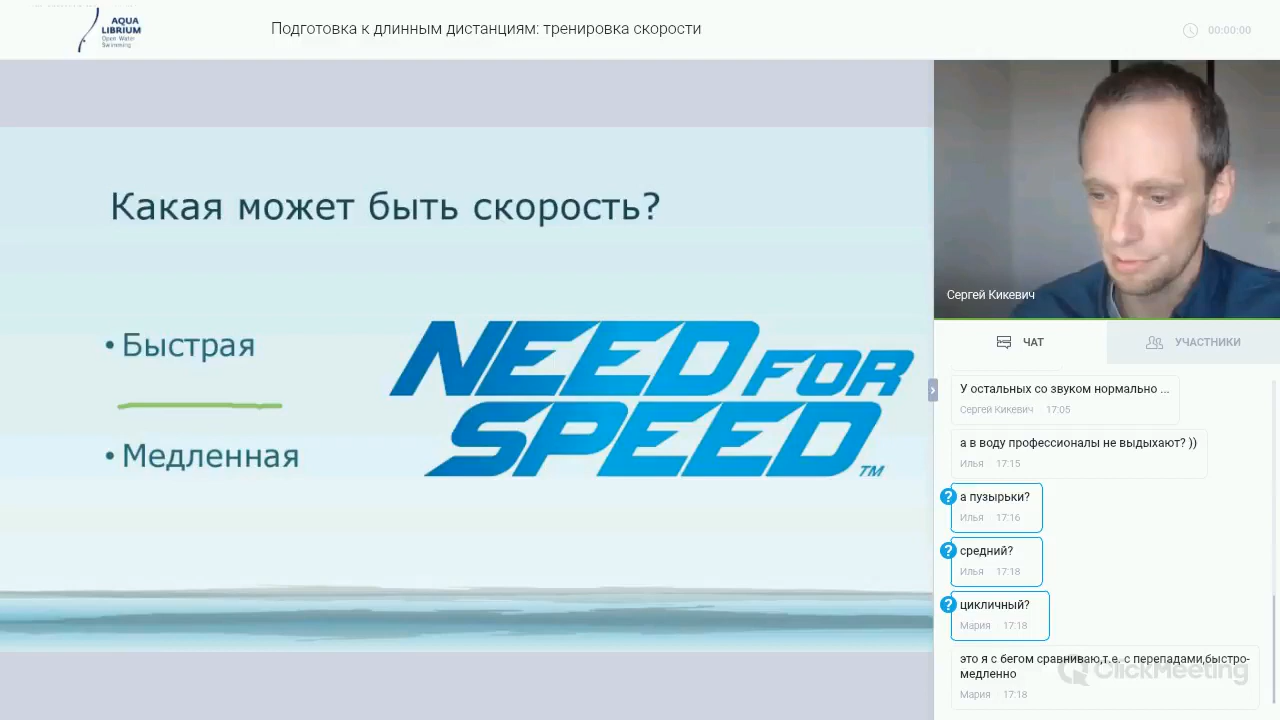 AQUA
LIBRIUM
Open Water
Swimming
Подготовка к длинным дистанциям: тренировка скорости
00:00:00
Какая может быть скорость?
• Быстрая
• Медленная
NEED FOR
SPEED™
Сергей Кикевич
ЧАТ
УЧАСТНИКИ
У остальных со звуком нормально ...
Сергей Кикевич 17:05
а в воду профессионалы не выдыхают? ))
Илья 17:15
? а пузырьки?
Илья 17:16
? средний?
Илья 17:18
? цикличный?
Мария 17:18
это я с бегом сравниваю,т.е. с перепадами,быстро-
медленно
Мария 17:18
ClickMeeting